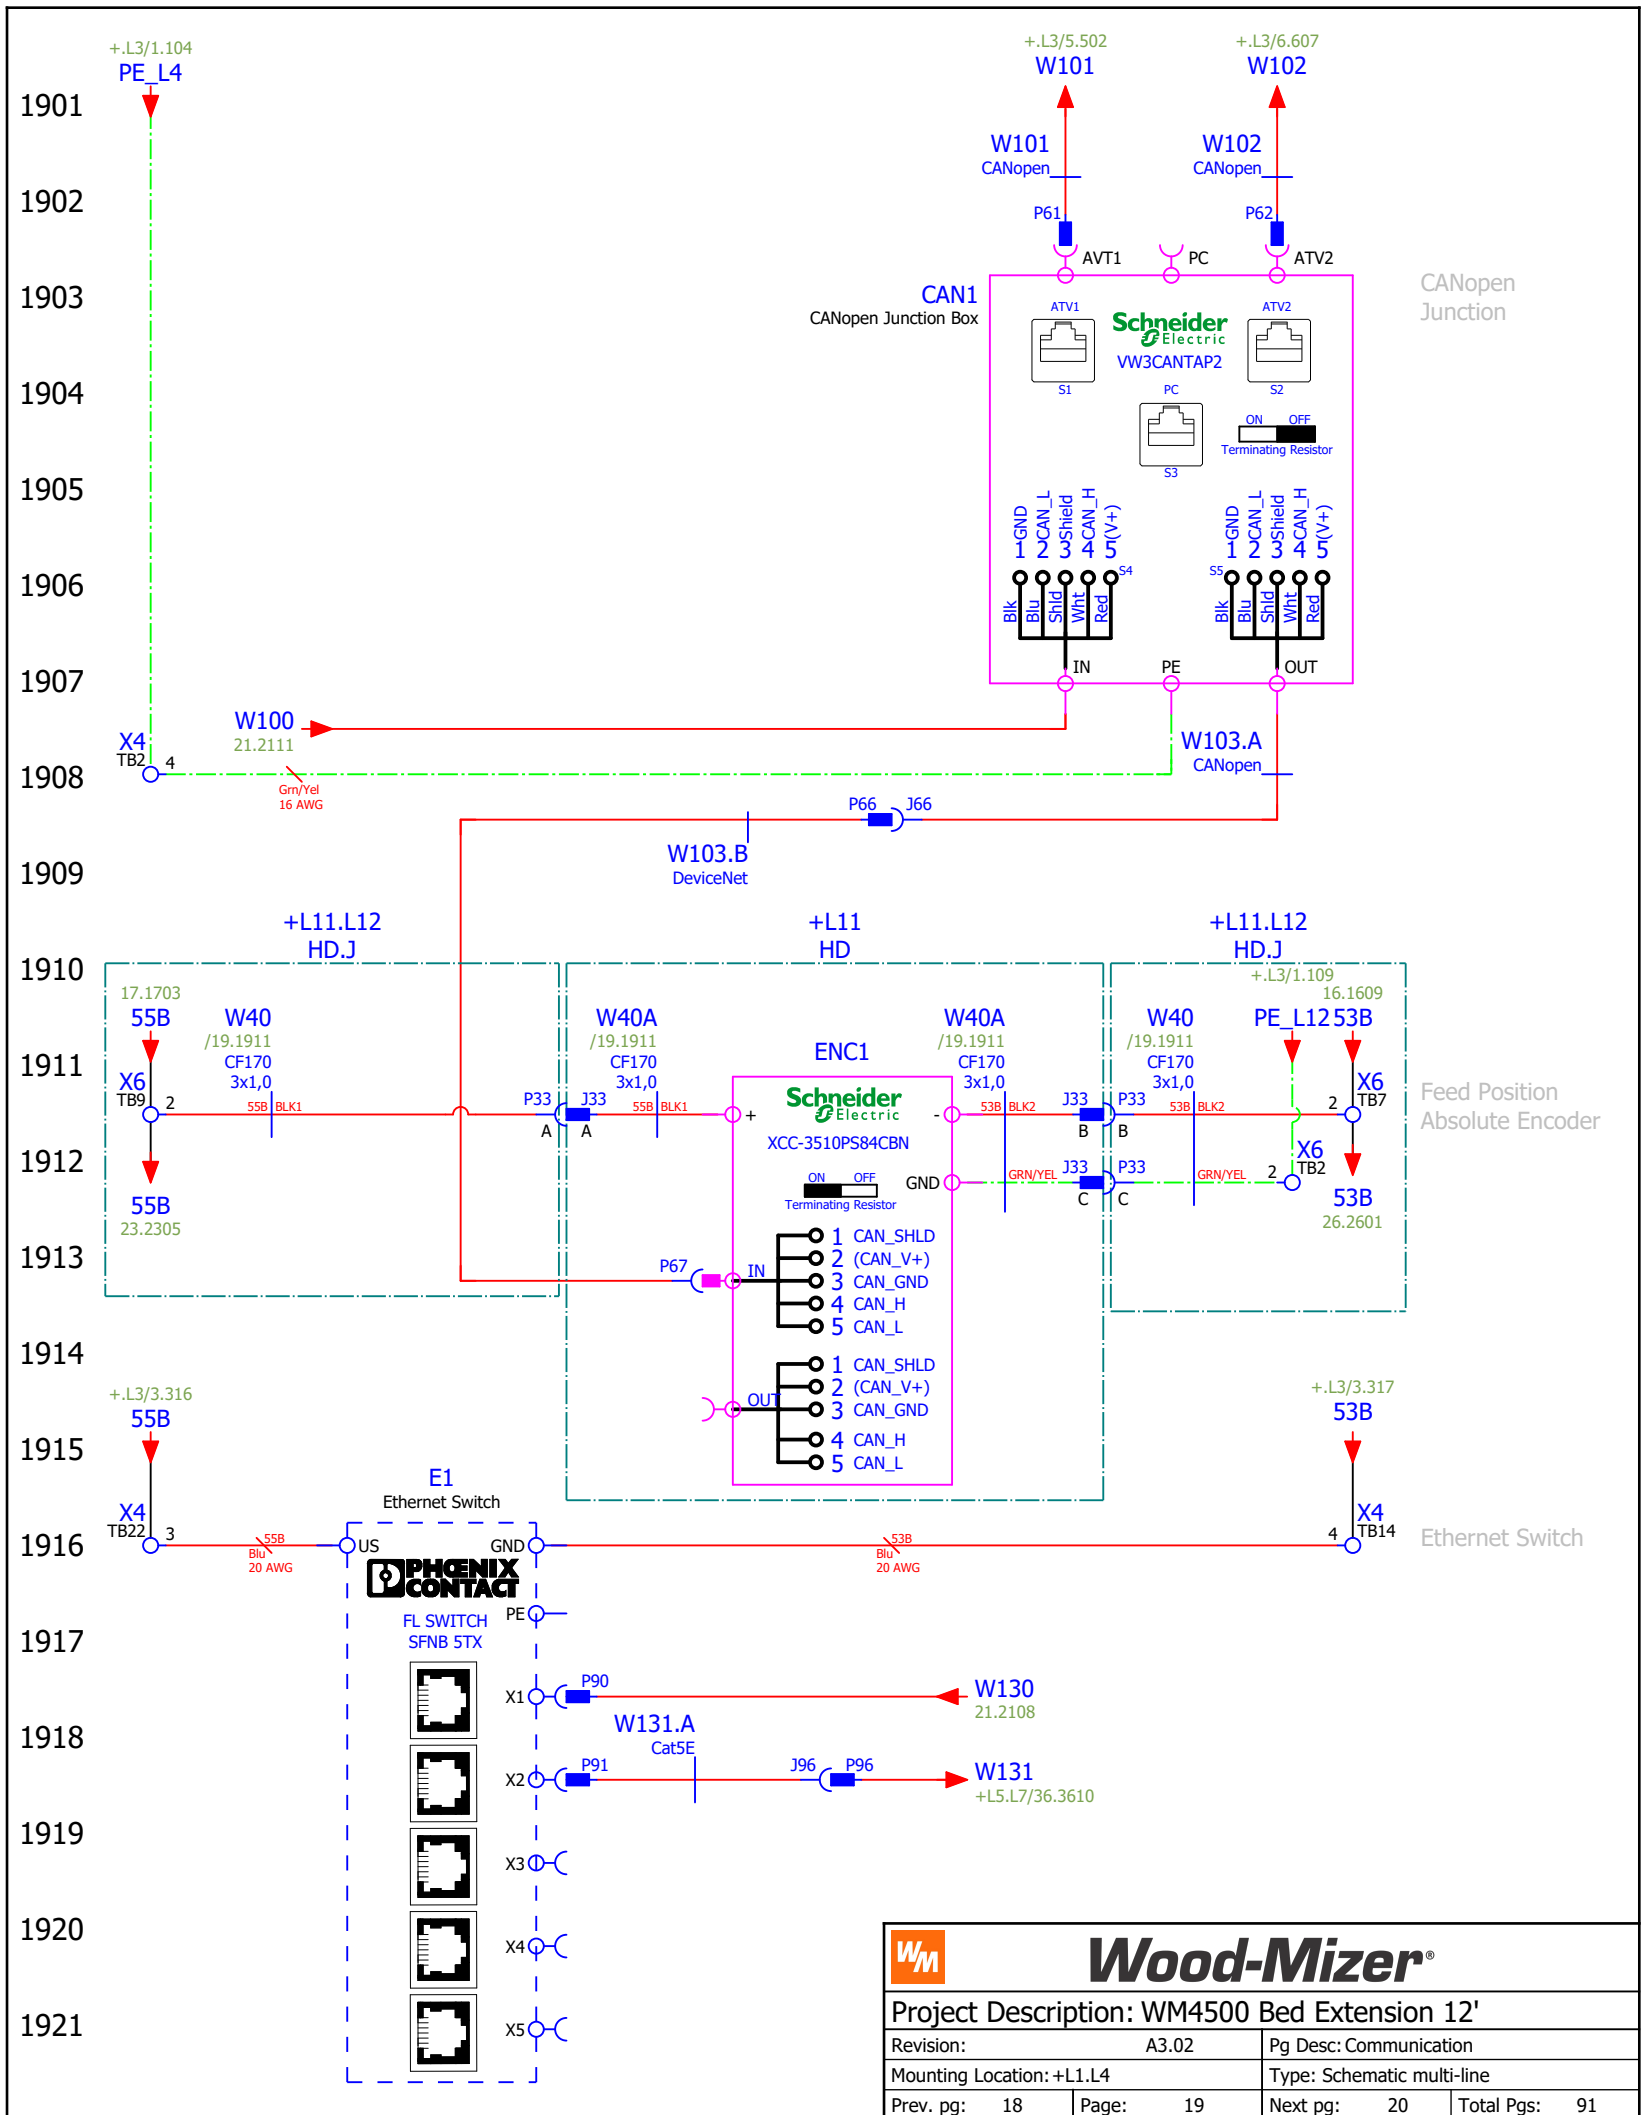 +.L3/1.104
PE_L4
+.L3/5.502
W101
+.L3/6.607
W102
1901
W101
CANopen
W102
CANopen
1902
P61
P62
AVT1
PC
ATV2
1903
CAN1
CANopen Junction Box
CANopen
Junction
ATV1
Schneider
Electric
VW3CANTAP2
ATV2
S1
PC
S2
1904
ON OFF
Terminating Resistor
S3
1905
GND
CAN_L
Shield
CAN_H
(V+)
1 2 3 4 5
S4
GND
CAN_L
Shield
CAN_H
(V+)
1 2 3 4 5
S5
1906
Blk
Blu
Shld
Wht
Red
Blk
Blu
Shld
Wht
Red
1907
IN
PE
OUT
W100
21.2111
X4
TB2
4
W103.A
CANopen
1908
Grn/Yel
16 AWG
P66
J66
W103.B
DeviceNet
1909
+L11.L12
HD.J
+L11
HD
+L11.L12
HD.J
1910
17.1703
55B
W40
/19.1911
CF170
3x1,0
W40A
/19.1911
CF170
3x1,0
ENC1
W40A
/19.1911
CF170
3x1,0
W40
/19.1911
CF170
3x1,0
+.L3/1.109
PE_L12
16.1609
53B
1911
X6
TB9
2
55B BLK1
P33
J33
A
A
55B BLK1
+
Schneider
Electric
XCC-3510PS84CBN
-
53B BLK2
J33
P33
B
B
53B BLK2
2
X6
TB7
Feed Position
Absolute Encoder
1912
55B
23.2305
ON OFF
Terminating Resistor
GND
GRN/YEL
J33
P33
C
C
GRN/YEL
2
X6
TB2
53B
26.2601
1913
P67
IN
1 CAN_SHLD
2 (CAN_V+)
3 CAN_GND
4 CAN_H
5 CAN_L
1914
OUT
1 CAN_SHLD
2 (CAN_V+)
3 CAN_GND
4 CAN_H
5 CAN_L
+.L3/3.316
55B
+.L3/3.317
53B
1915
E1
Ethernet Switch
X4
TB22
3
X4
TB14
4
1916
55B
Blu
20 AWG
US
GND
53B
Blu
20 AWG
Ethernet Switch
PHŒNIX
CONTACT
FL SWITCH
SFNB 5TX
PE
1917
X1
P90
W130
21.2108
1918
W131.A
Cat5E
X2
P91
J96
P96
W131
+L5.L7/36.3610
1919
X3
1920
X4
1921
X5
WM
Wood-Mizer®
Project Description: WM4500 Bed Extension 12'
Revision: A3.02
Pg Desc: Communication
Mounting Location: +L1.L4
Type: Schematic multi-line
Prev. pg: 18
Page: 19
Next pg: 20
Total Pgs: 91